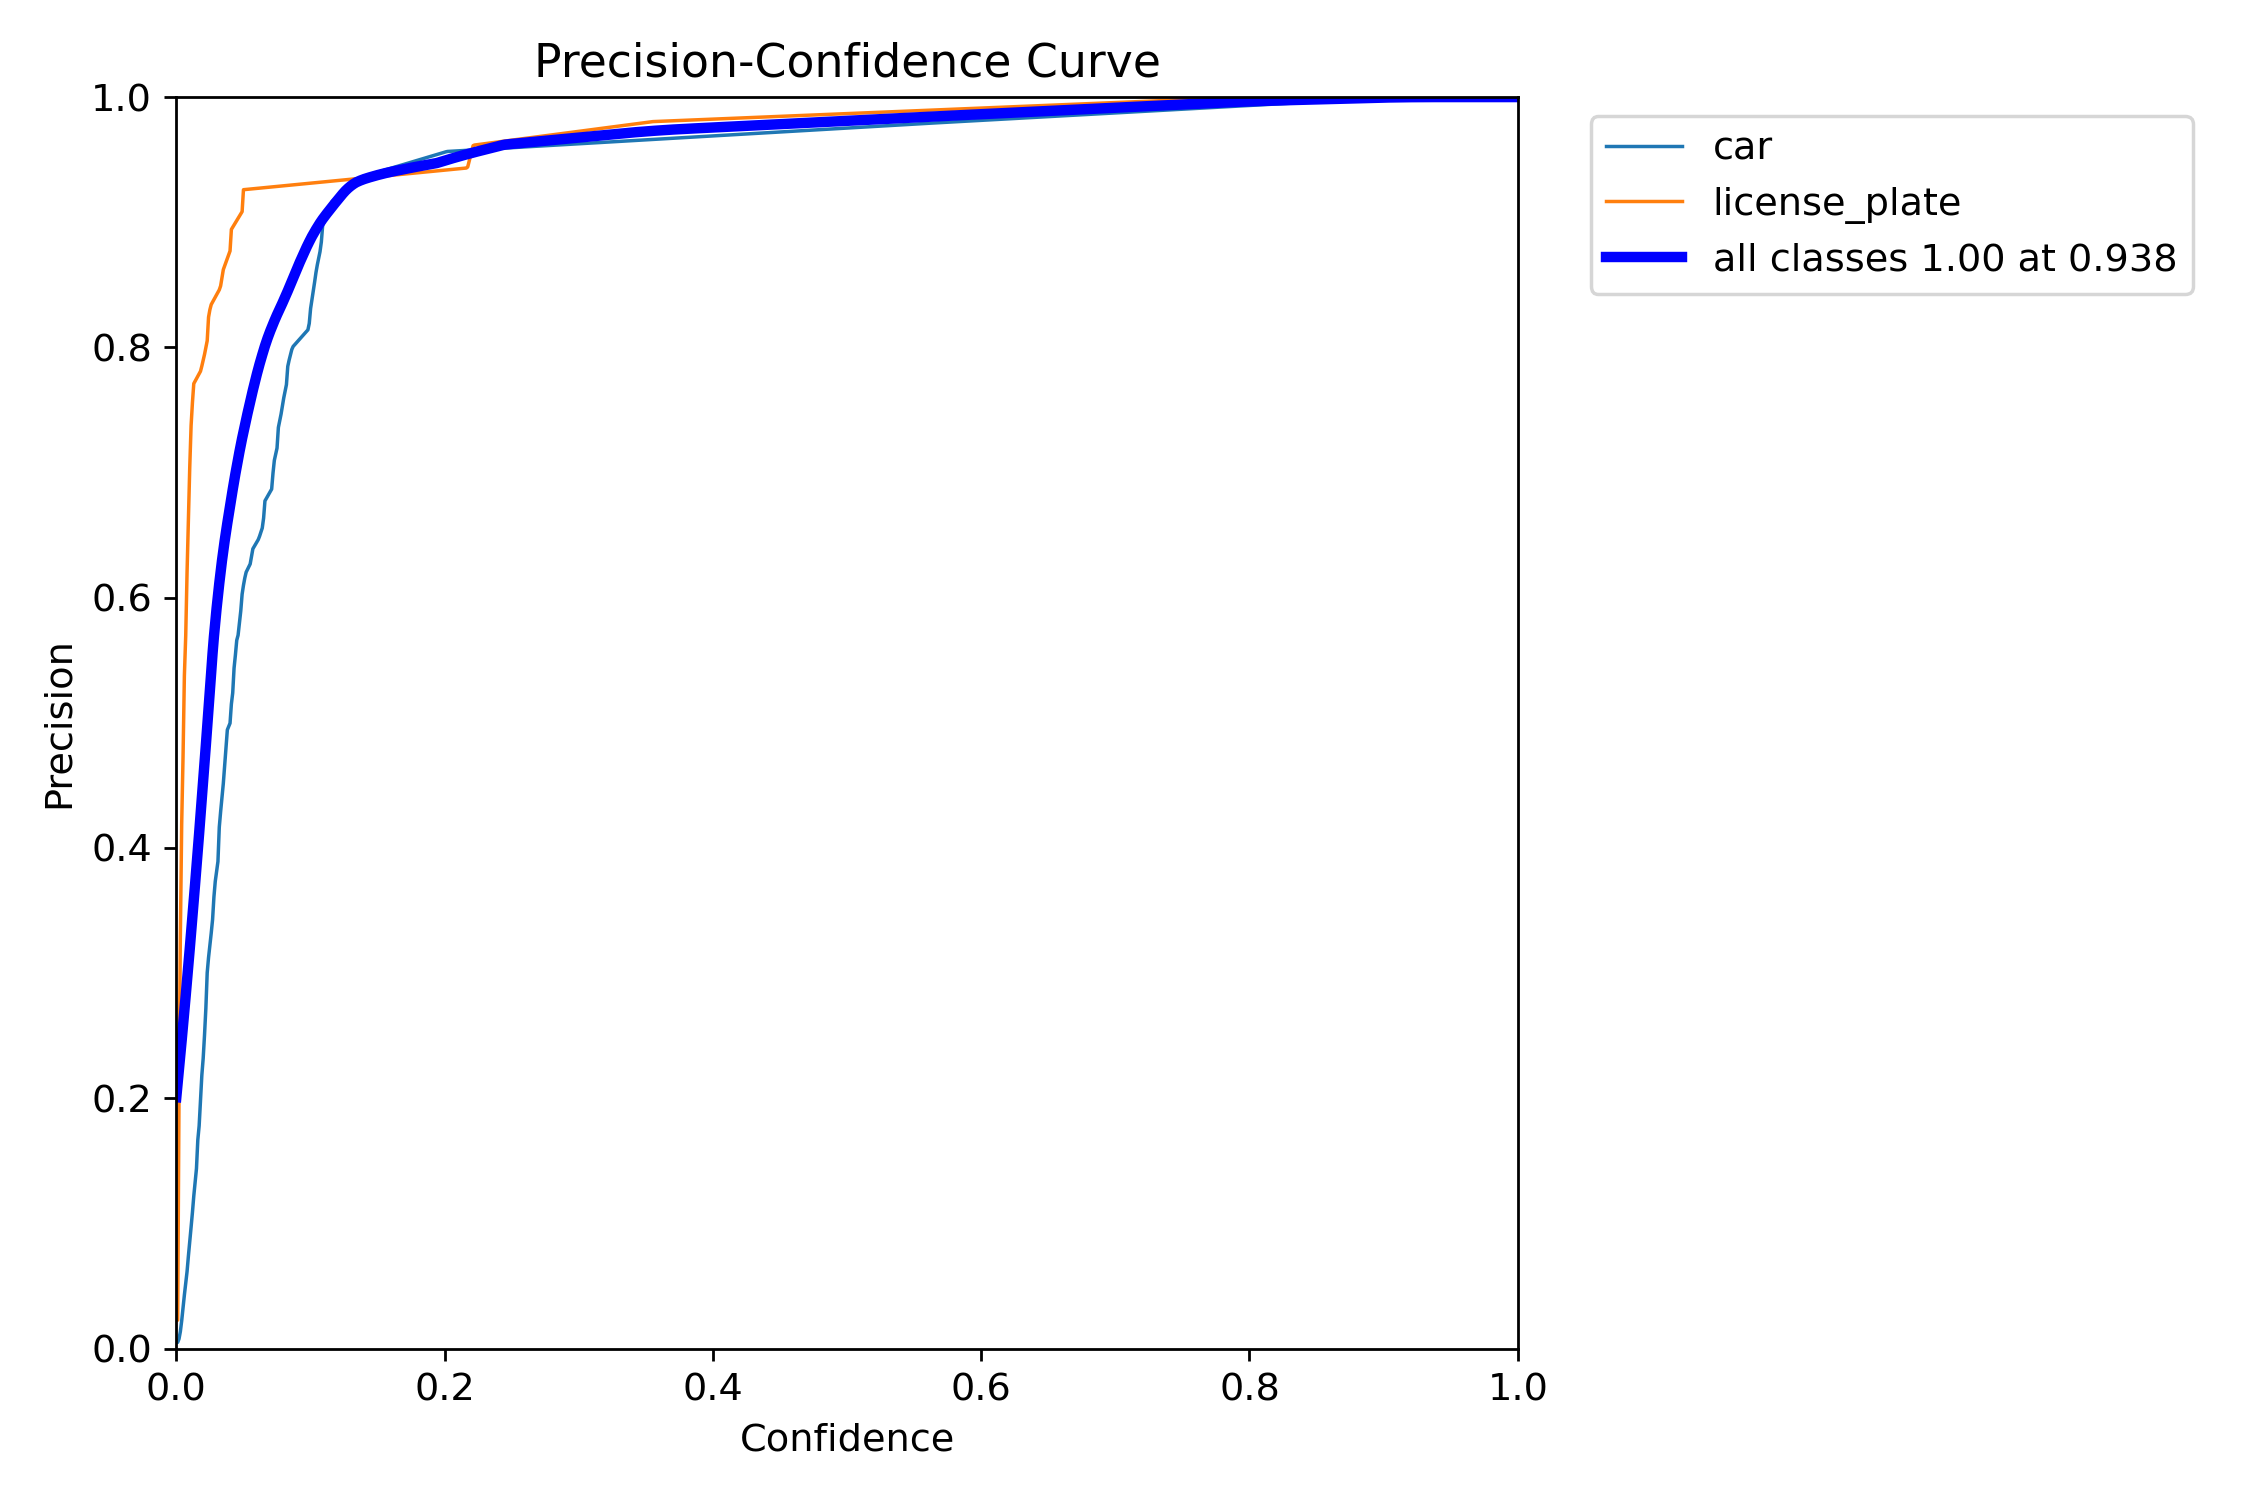 Precision-Confidence Curve
1.0
0.8
0.6
0.4
0.2
0.0
Precision
0.0 0.2 0.4 0.6 0.8 1.0
Confidence
car
license_plate
all classes 1.00 at 0.938